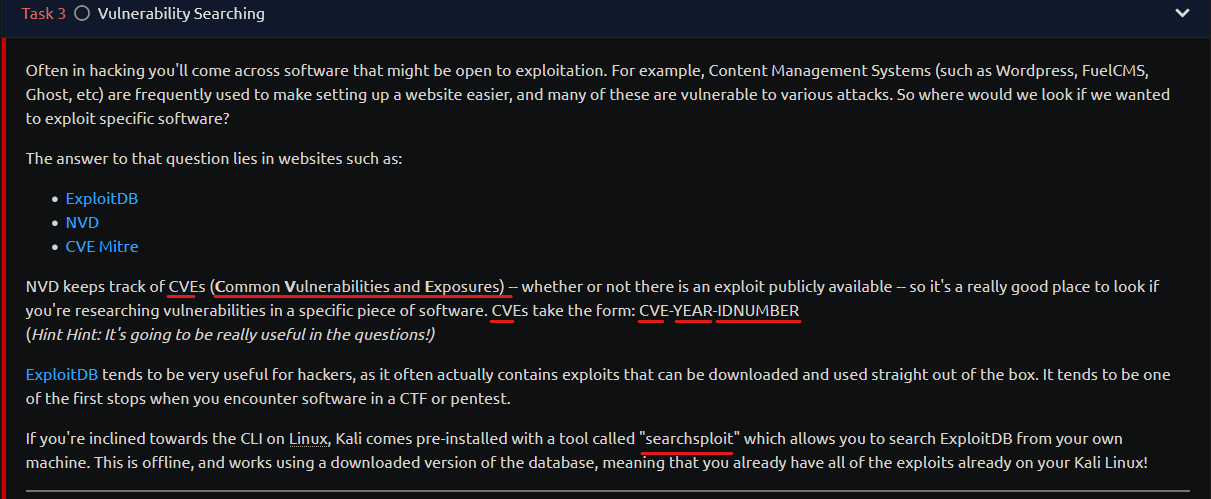 Task 3 Vulnerability Searching
Often in hacking you'll come across software that might be open to exploitation. For example, Content Management Systems (such as Wordpress, FuelCMS,
Ghost, etc) are frequently used to make setting up a website easier, and many of these are vulnerable to various attacks. So where would we look if we wanted
to exploit specific software?
The answer to that question lies in websites such as:
• ExploitDB
• NVD
• CVE Mitre
NVD keeps track of CVEs (Common Vulnerabilities and Exposures) -- whether or not there is an exploit publicly available -- so it's a really good place to look if
you're researching vulnerabilities in a specific piece of software. CVEs take the form: CVE-YEAR-IDNUMBER
(Hint Hint: It's going to be really useful in the questions!)
ExploitDB tends to be very useful for hackers, as it often actually contains exploits that can be downloaded and used straight out of the box. It tends to be one
of the first stops when you encounter software in a CTF or pentest.
If you're inclined towards the CLI on Linux, Kali comes pre-installed with a tool called "searchsploit" which allows you to search ExploitDB from your own
machine. This is offline, and works using a downloaded version of the database, meaning that you already have all of the exploits already on your Kali Linux!